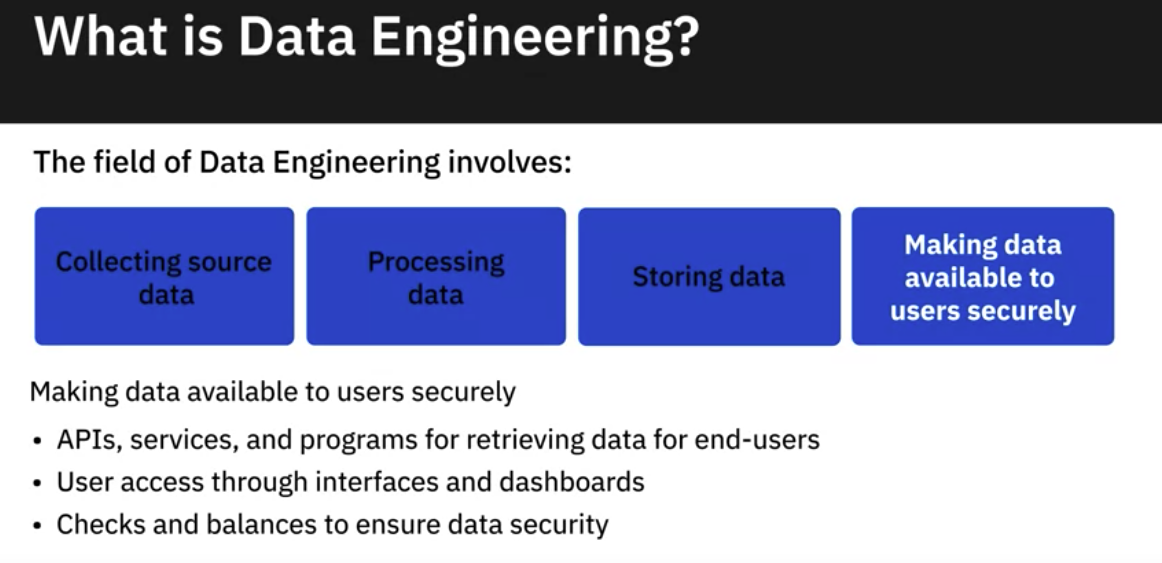 What is Data Engineering?
The field of Data Engineering involves:
Collecting source
data
Processing
data
Storing data
Making data
available to
users securely
Making data available to users securely
• APIs, services, and programs for retrieving data for end-users
• User access through interfaces and dashboards
• Checks and balances to ensure data security